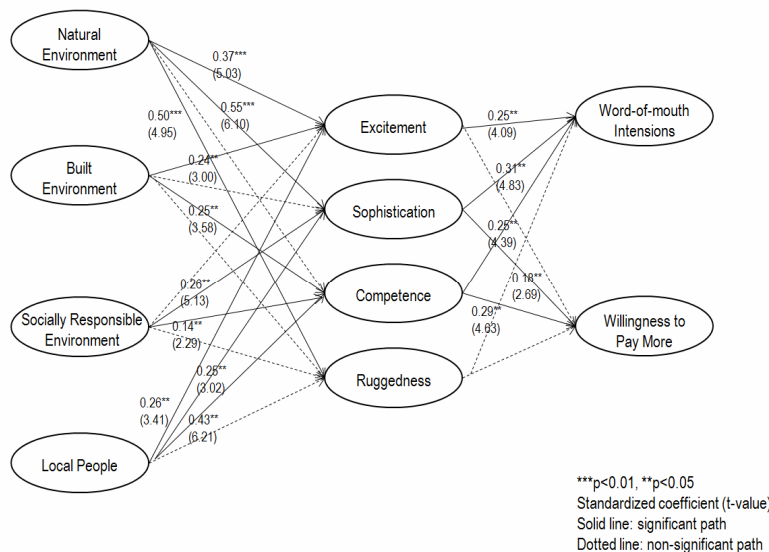 Natural
Environment
Built
Environment
Socially Responsible
Environment
Local People
0.37***
(5.03)
0.55***
(6.10)
0.50***
(4.95)
0.24**
(3.00)
0.25**
(3.58)
0.26**
(5.13)
0.14**
(2.29)
0.25**
(3.02)
0.26**
(3.41)
0.43**
(6.21)
Excitement
Sophistication
Competence
Ruggedness
0.25**
(4.09)
0.31**
(4.83)
0.25**
(4.39)
0.18**
(2.69)
0.29**
(4.63)
Word-of-mouth
Intensions
Willingness to
Pay More
***p<0.01, **p<0.05
Standardized coefficient (t-value)
Solid line: significant path
Dotted line: non-significant path